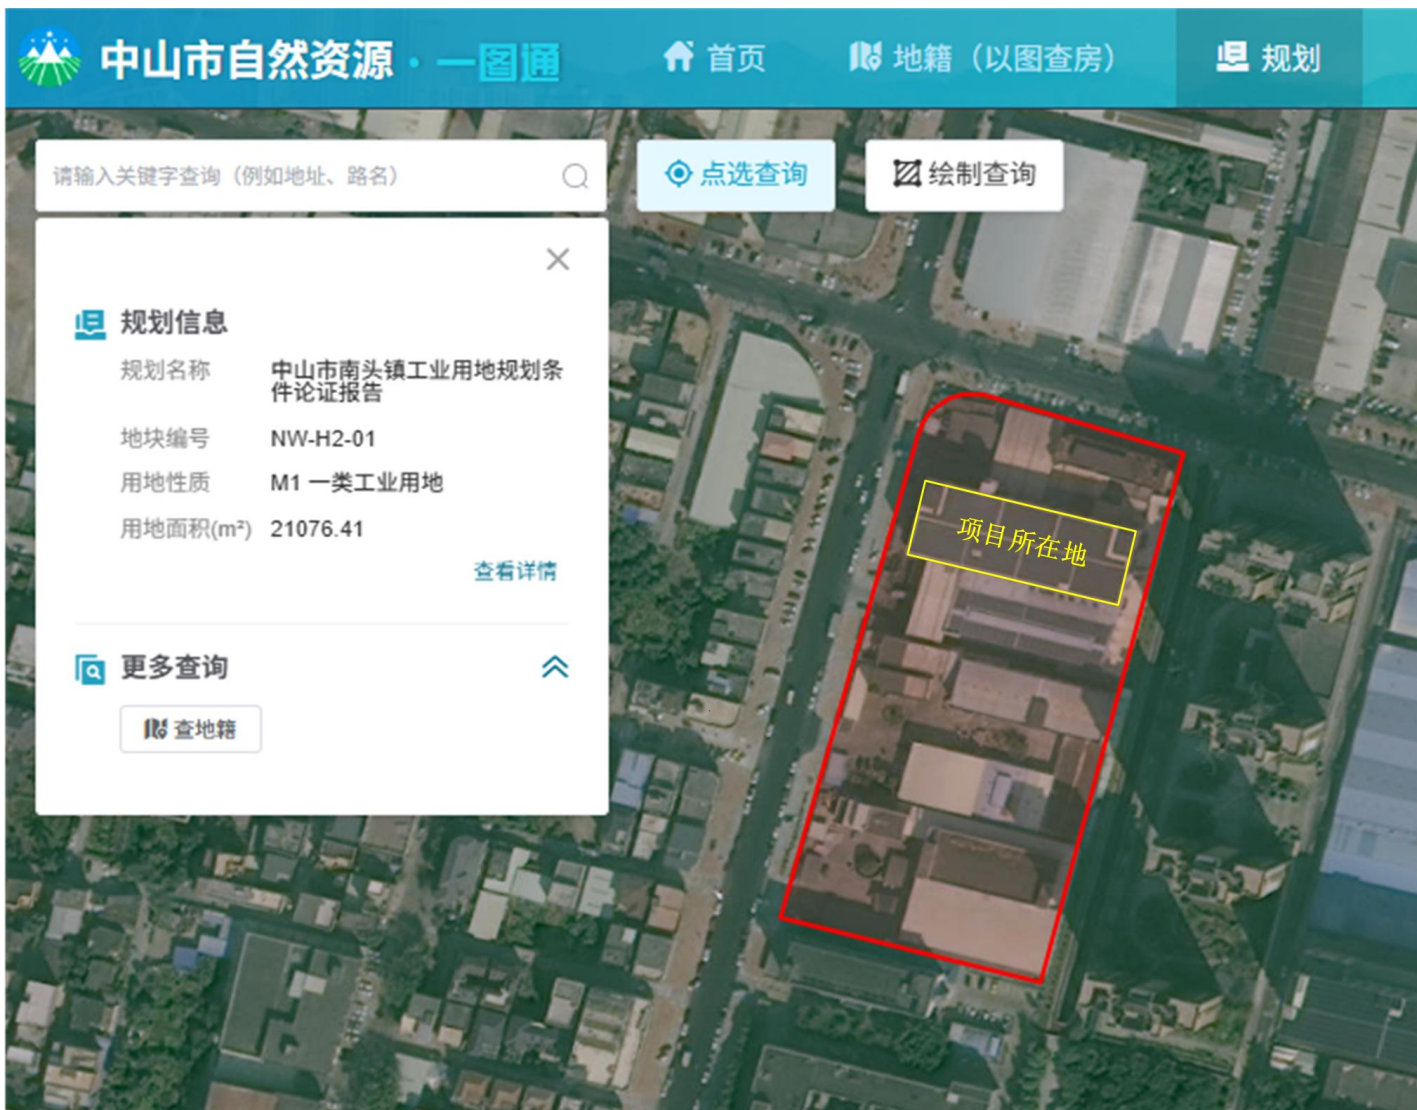 中山市自然资源·一图通
首页
地籍（以图查房）
规划
请输入关键字查询（例如地址、路名）
点选查询
绘制查询
规划信息
规划名称 中山市南头镇工业用地规划条
件论证报告
地块编号 NW-H2-01
用地性质 M1 一类工业用地
用地面积(m²) 21076.41
查看详情
更多查询
查地籍
项目所在地